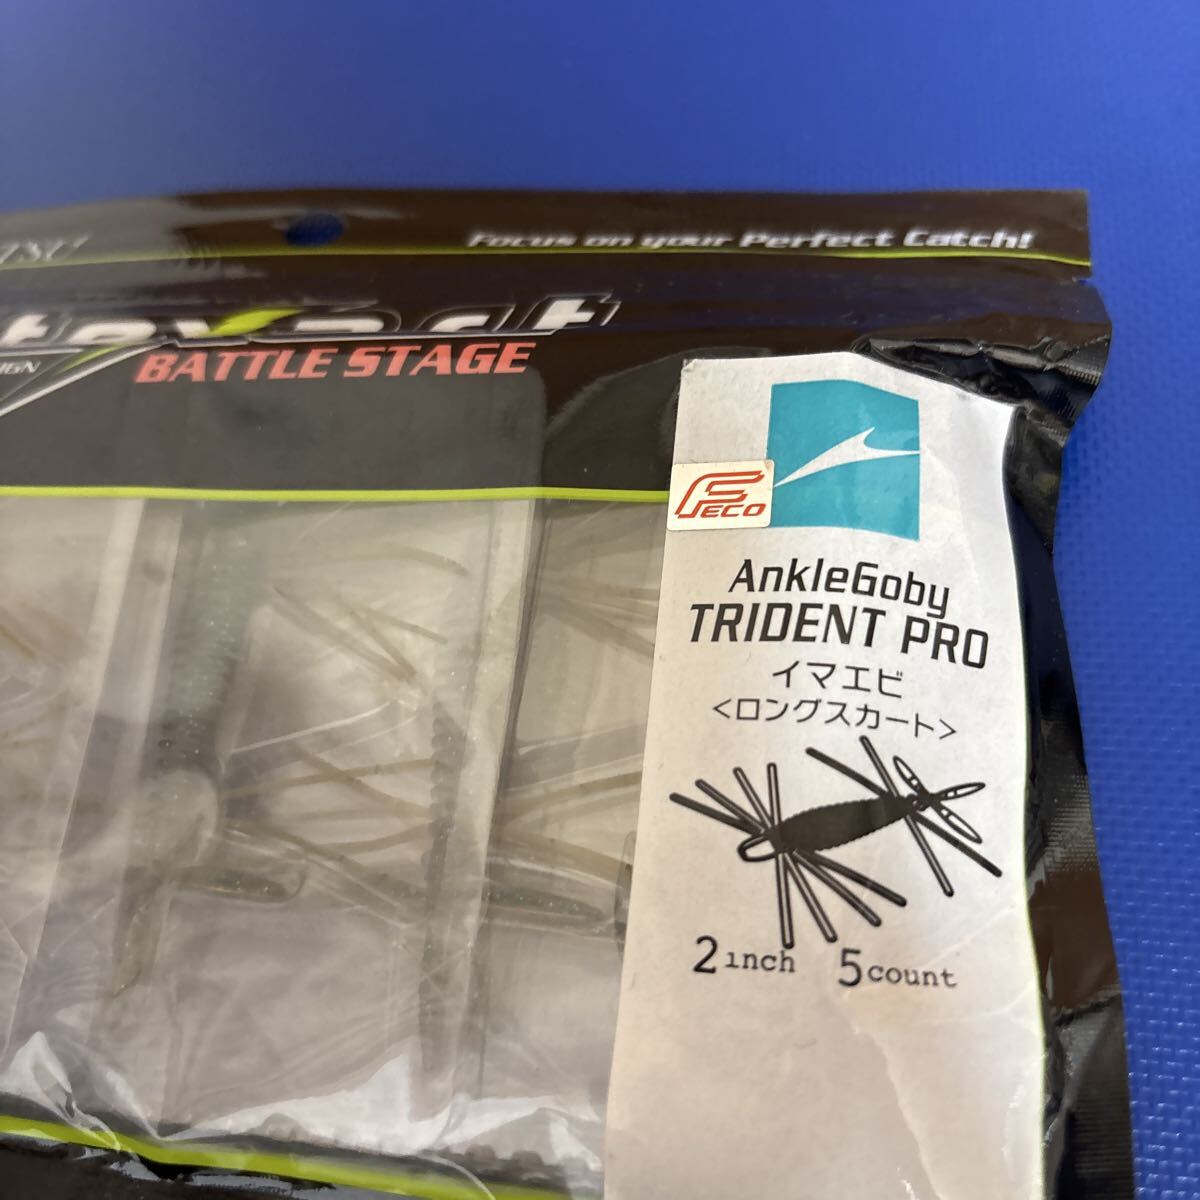 Focus on your Perfect Catch!
BATTLE STAGE
FECO
AnkleGoby
TRIDENT PRO
イマエビ
<ロングスカート>
2inch 5count